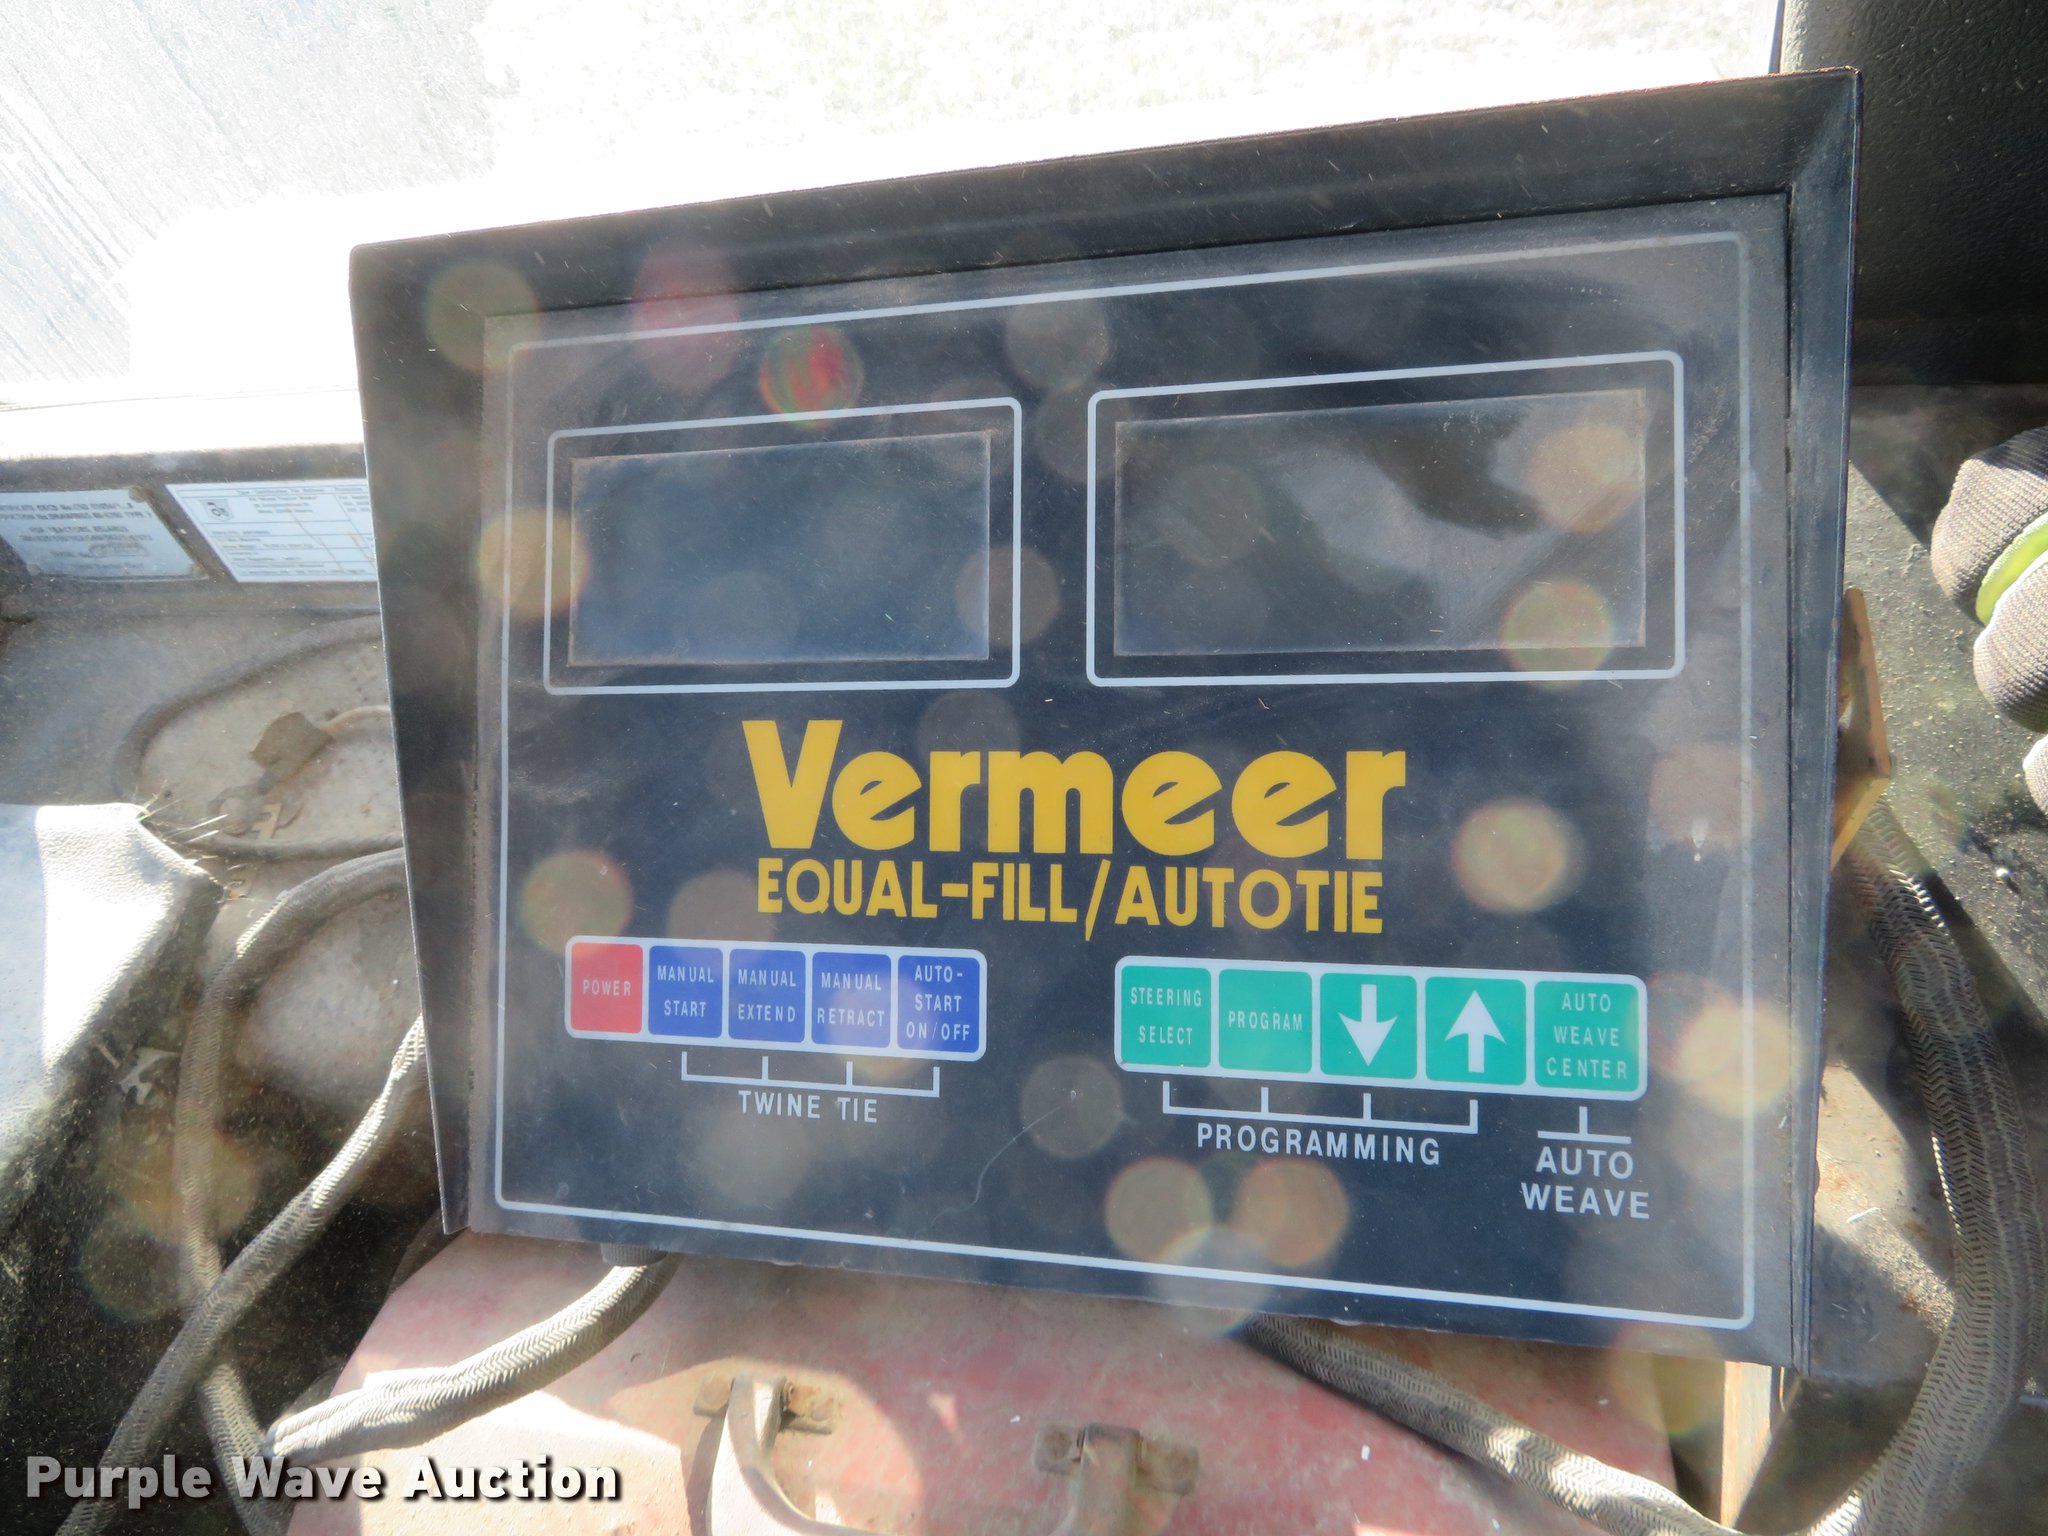 Vermeer
EQUAL-FILL/AUTOTIE
POWER
MANUAL
START
MANUAL
EXTEND
MANUAL
RETRACT
AUTO-
START
ON/OFF
TWINE TIE
STEERING
SELECT
PROGRAM
AUTO
WEAVE
CENTER
PROGRAMMING
AUTO
WEAVE
Purple Wave Auction